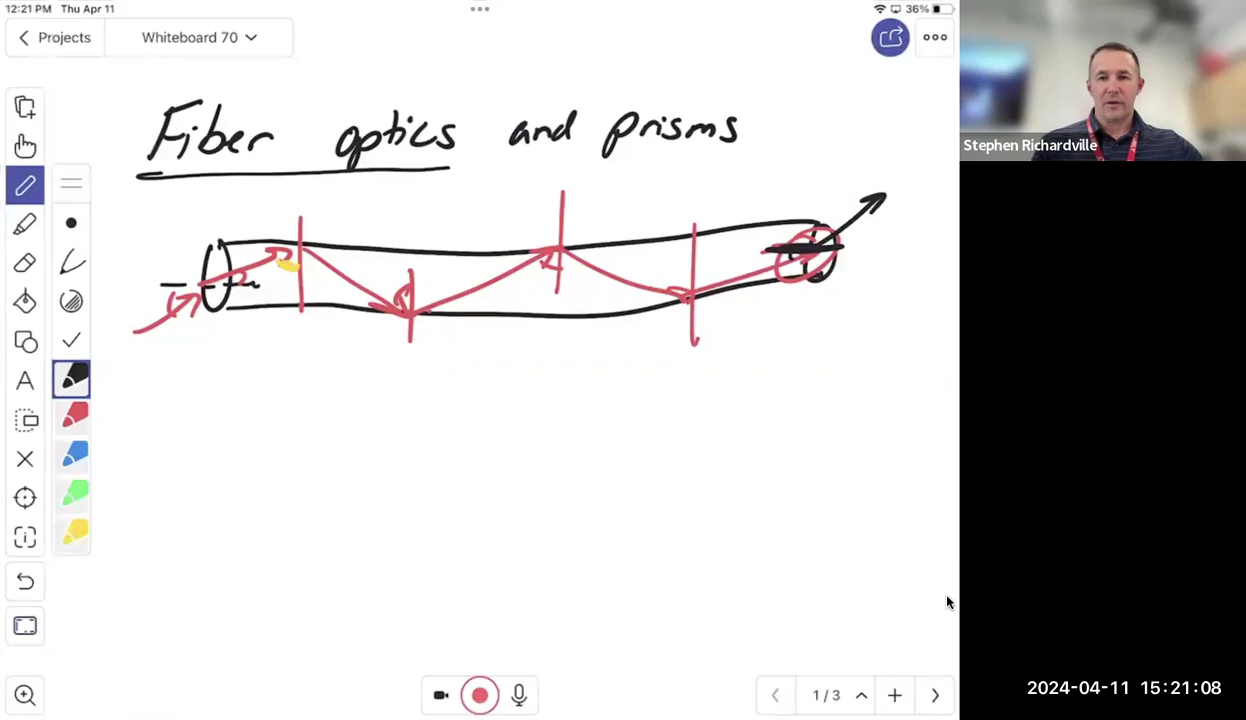 12:21 PM Thu Apr 11
36%
Projects
Whiteboard 70
Fiber optics and prisms
Stephen Richardville
A
1 / 3
2024-04-11 15:21:08